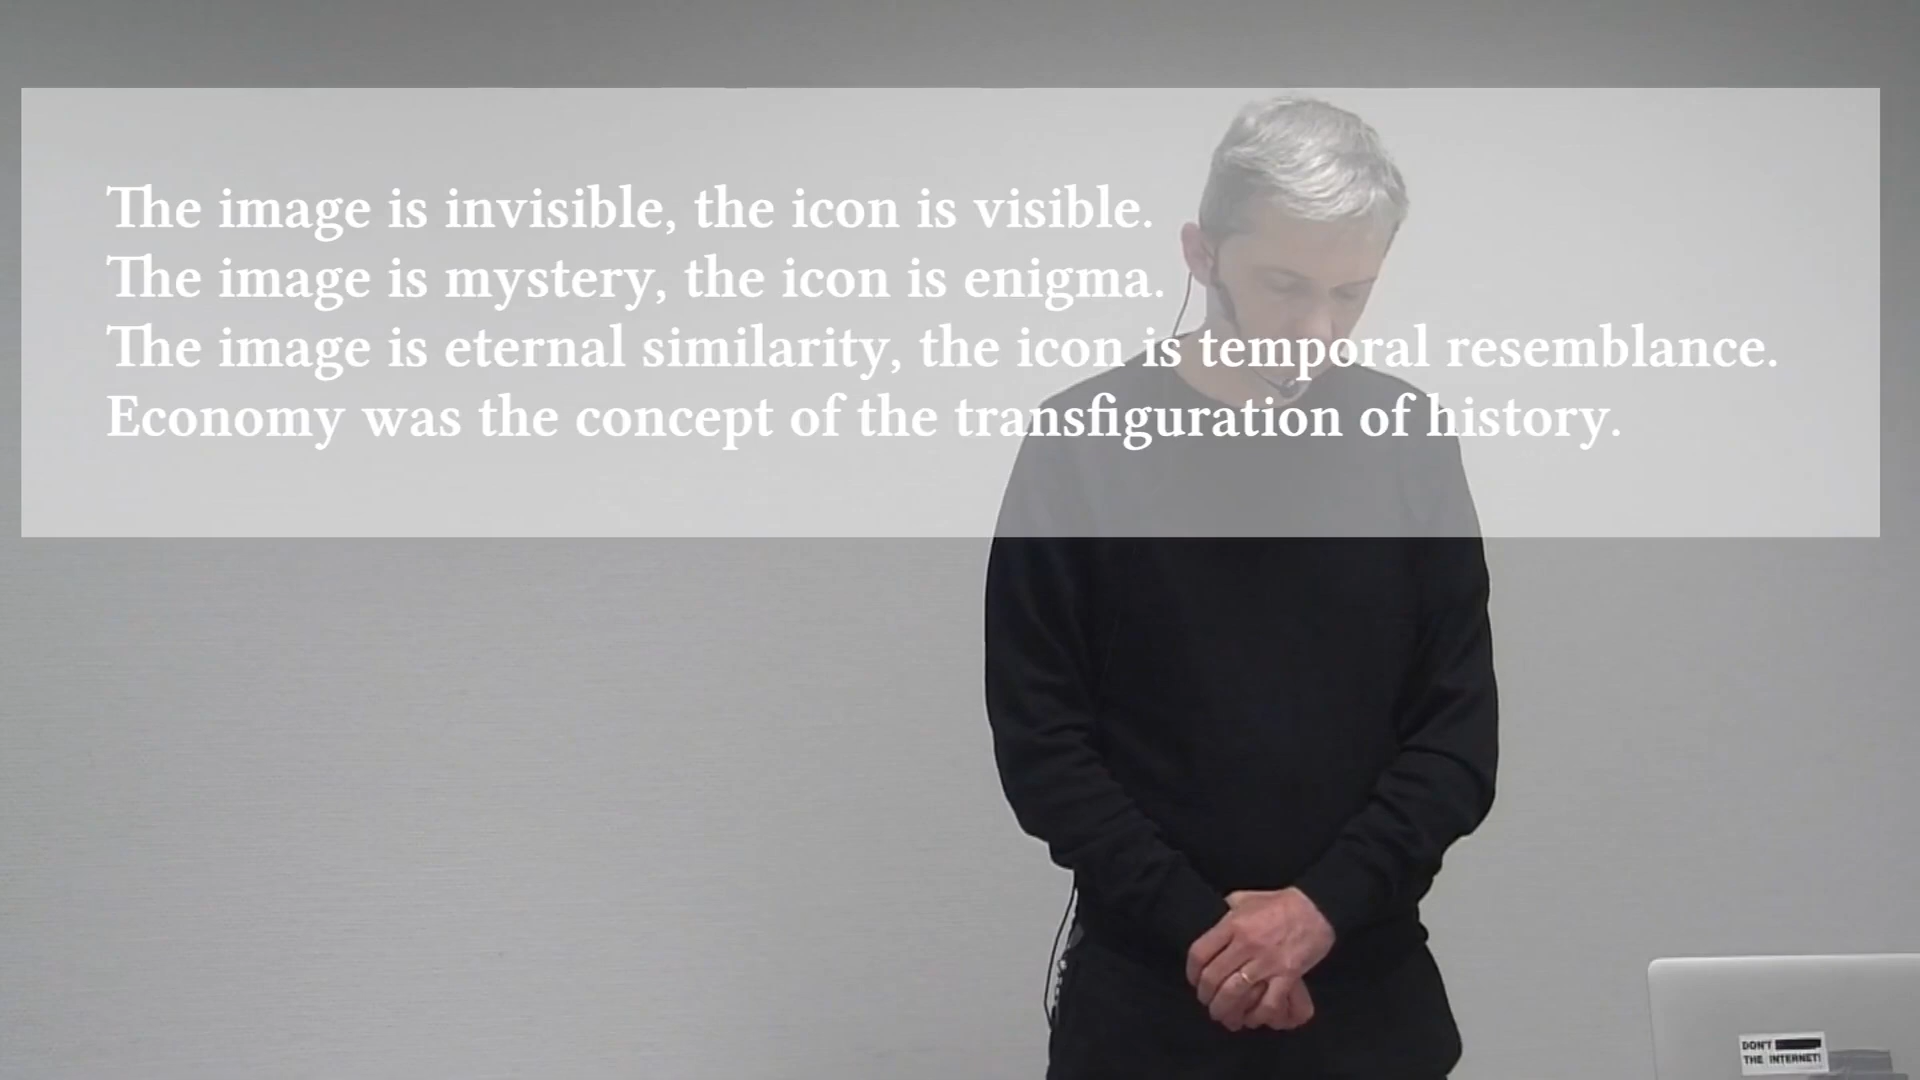 The image is invisible, the icon is visible.
The image is mystery, the icon is enigma.
The image is eternal similarity, the icon is temporal resemblance.
Economy was the concept of the transfiguration of history.
DON'T
THE INTERNET!